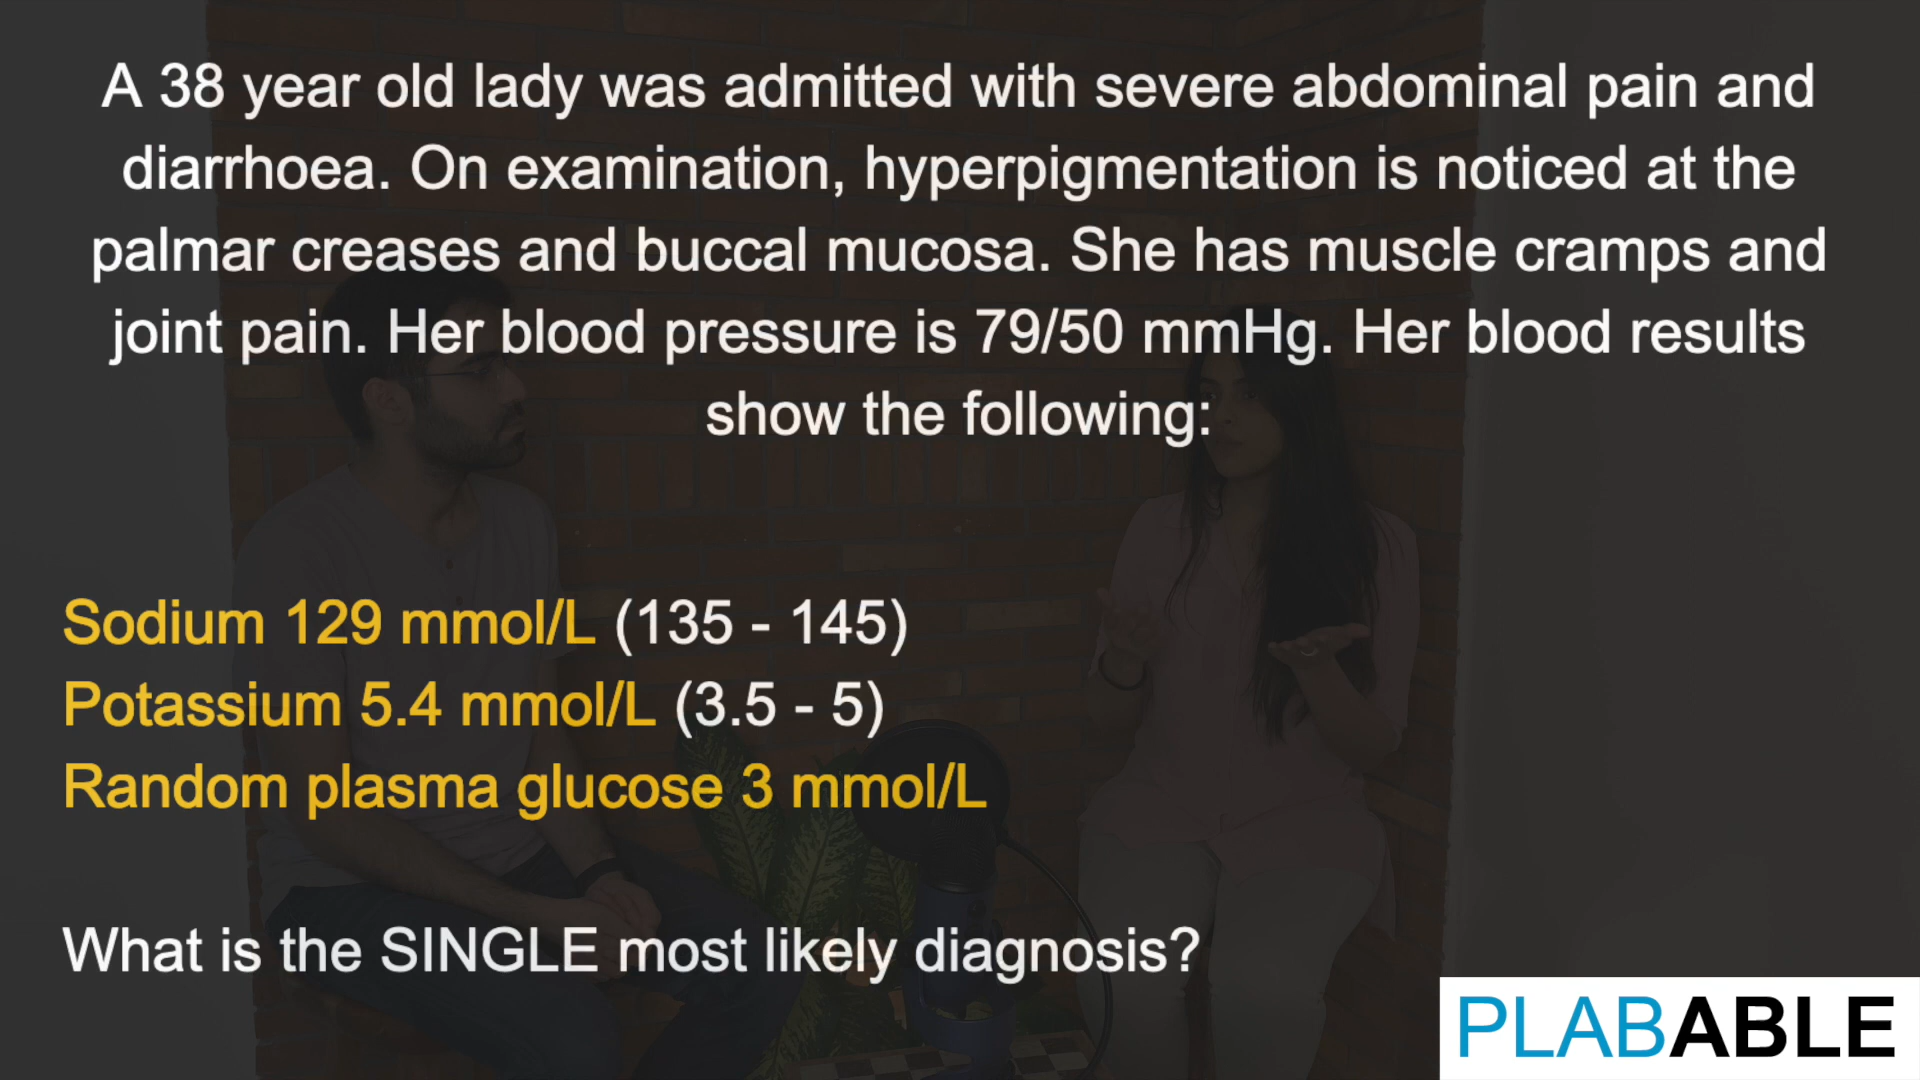 A 38 year old lady was admitted with severe abdominal pain and
diarrhoea. On examination, hyperpigmentation is noticed at the
palmar creases and buccal mucosa. She has muscle cramps and
joint pain. Her blood pressure is 79/50 mmHg. Her blood results
show the following:
Sodium 129 mmol/L (135 - 145)
Potassium 5.4 mmol/L (3.5 - 5)
Random plasma glucose 3 mmol/L
What is the SINGLE most likely diagnosis?
PLABABLE